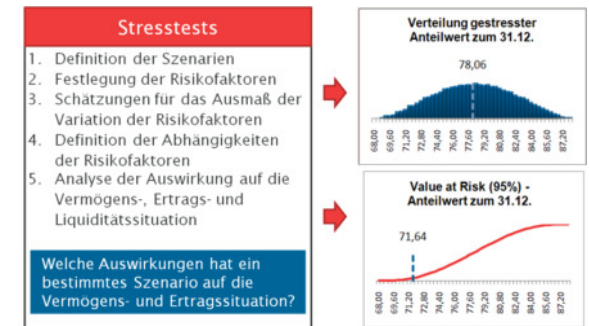 Stresstests
1. Definition der Szenarien
2. Festlegung der Risikofaktoren
3. Schätzungen für das Ausmaß der
Variation der Risikofaktoren
4. Definition der Abhängigkeiten
der Risikofaktoren
5. Analyse der Auswirkung auf die
Vermögens-, Ertrags- und
Liquiditätssituation
Welche Auswirkungen hat ein
bestimmtes Szenario auf die
Vermögens- und Ertragssituation?
Verteilung gestresster
Anteilwert zum 31.12.
78,06
68,00 69,60 71,20 72,80 74,40 76,00 77,60 79,20 80,80 82,40 84,00 85,60 87,20
Value at Risk (95%) -
Anteilwert zum 31.12.
71,64
68,00 69,60 71,20 72,80 74,40 76,00 77,60 79,20 80,80 82,40 84,00 85,60 87,20